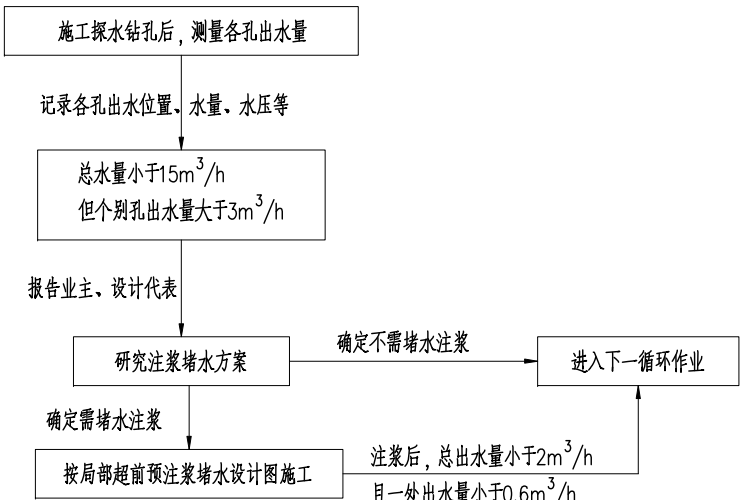 施工探水钻孔后,测量各孔出水量
记录各孔出水位置、水量、水压等
总水量小于15m³/h
但个别孔出水量大于3m³/h
报告业主、设计代表
研究注浆堵水方案
确定不需堵水注浆
进入下一循环作业
确定需堵水注浆
按局部超前预注浆堵水设计图施工
注浆后,总出水量小于2m³/h
且一处出水量小于0.6m³/h